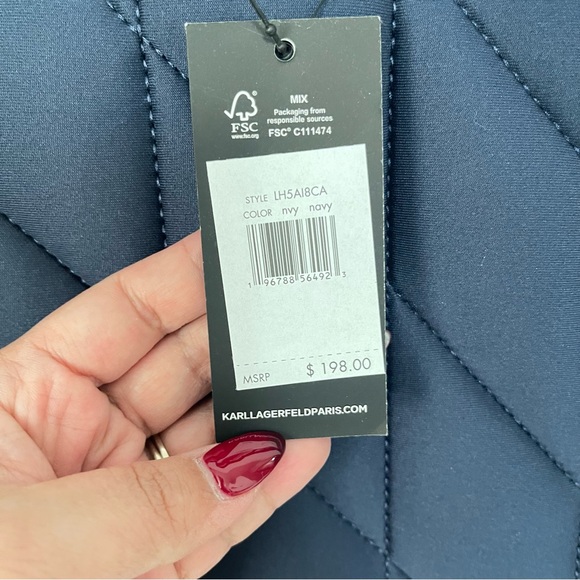 MIX
Packaging from
responsible sources
FSC® C111474
FSC
www.fsc.org
STYLE LH5AI8CA
COLOR nvy navy
1 96788 56492 3
MSRP $ 198.00
KARLLAGERFELDPARIS.COM